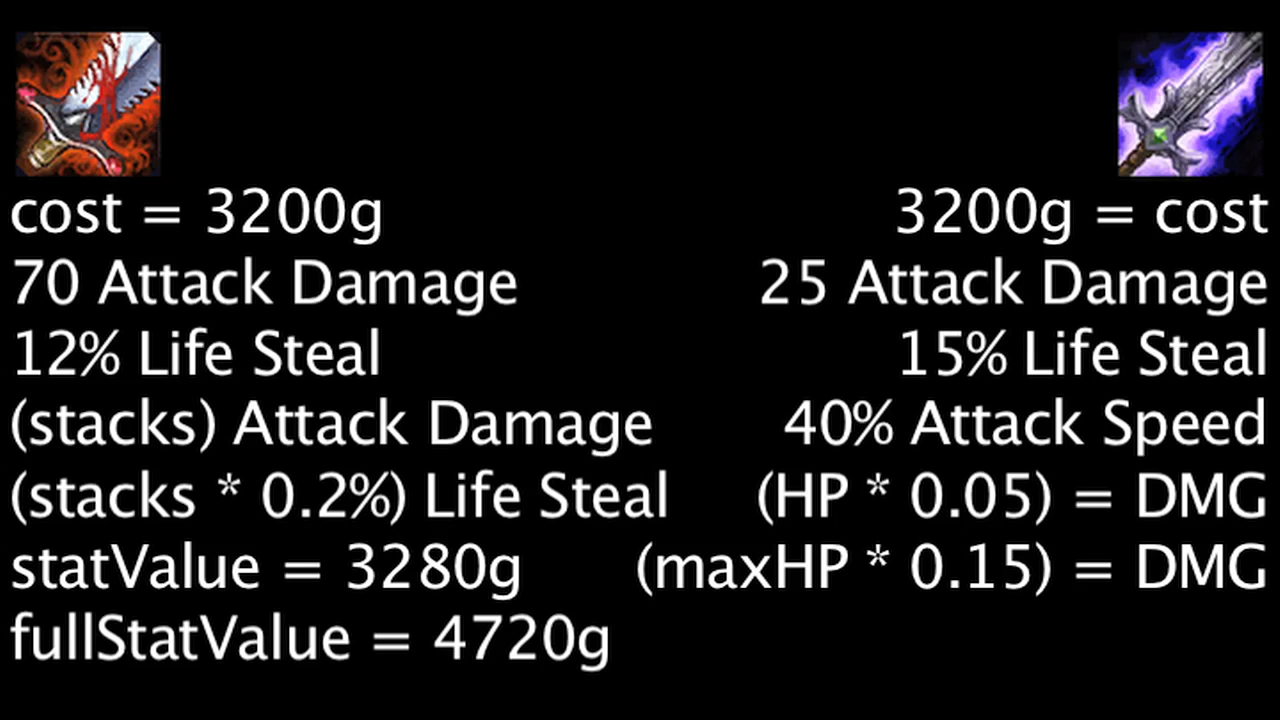 cost = 3200g
70 Attack Damage
12% Life Steal
(stacks) Attack Damage
(stacks * 0.2%) Life Steal
statValue = 3280g
fullStatValue = 4720g
3200g = cost
25 Attack Damage
15% Life Steal
40% Attack Speed
(HP * 0.05) = DMG
(maxHP * 0.15) = DMG